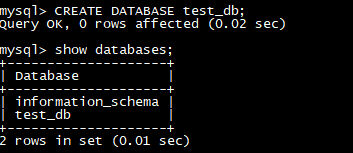 mysql> CREATE DATABASE test_db;
Query OK, 0 rows affected (0.02 sec)
mysql> show databases;
+--------------------+
| Database           |
+--------------------+
| information_schema |
| test_db            |
+--------------------+
2 rows in set (0.01 sec)